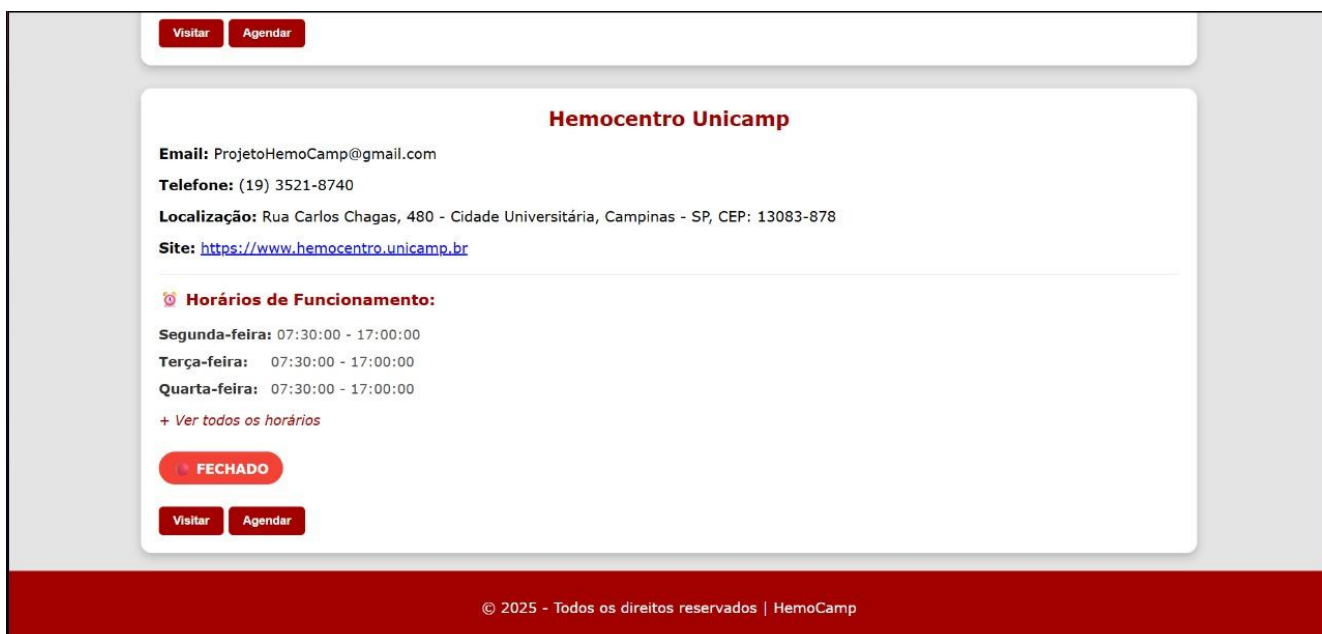 Visitar Agendar
Hemocentro Unicamp
Email: ProjetoHemoCamp@gmail.com
Telefone: (19) 3521-8740
Localização: Rua Carlos Chagas, 480 - Cidade Universitária, Campinas - SP, CEP: 13083-878
Site: https://www.hemocentro.unicamp.br
Horários de Funcionamento:
Segunda-feira: 07:30:00 - 17:00:00
Terça-feira: 07:30:00 - 17:00:00
Quarta-feira: 07:30:00 - 17:00:00
+ Ver todos os horários
FECHADO
Visitar Agendar
© 2025 - Todos os direitos reservados | HemoCamp